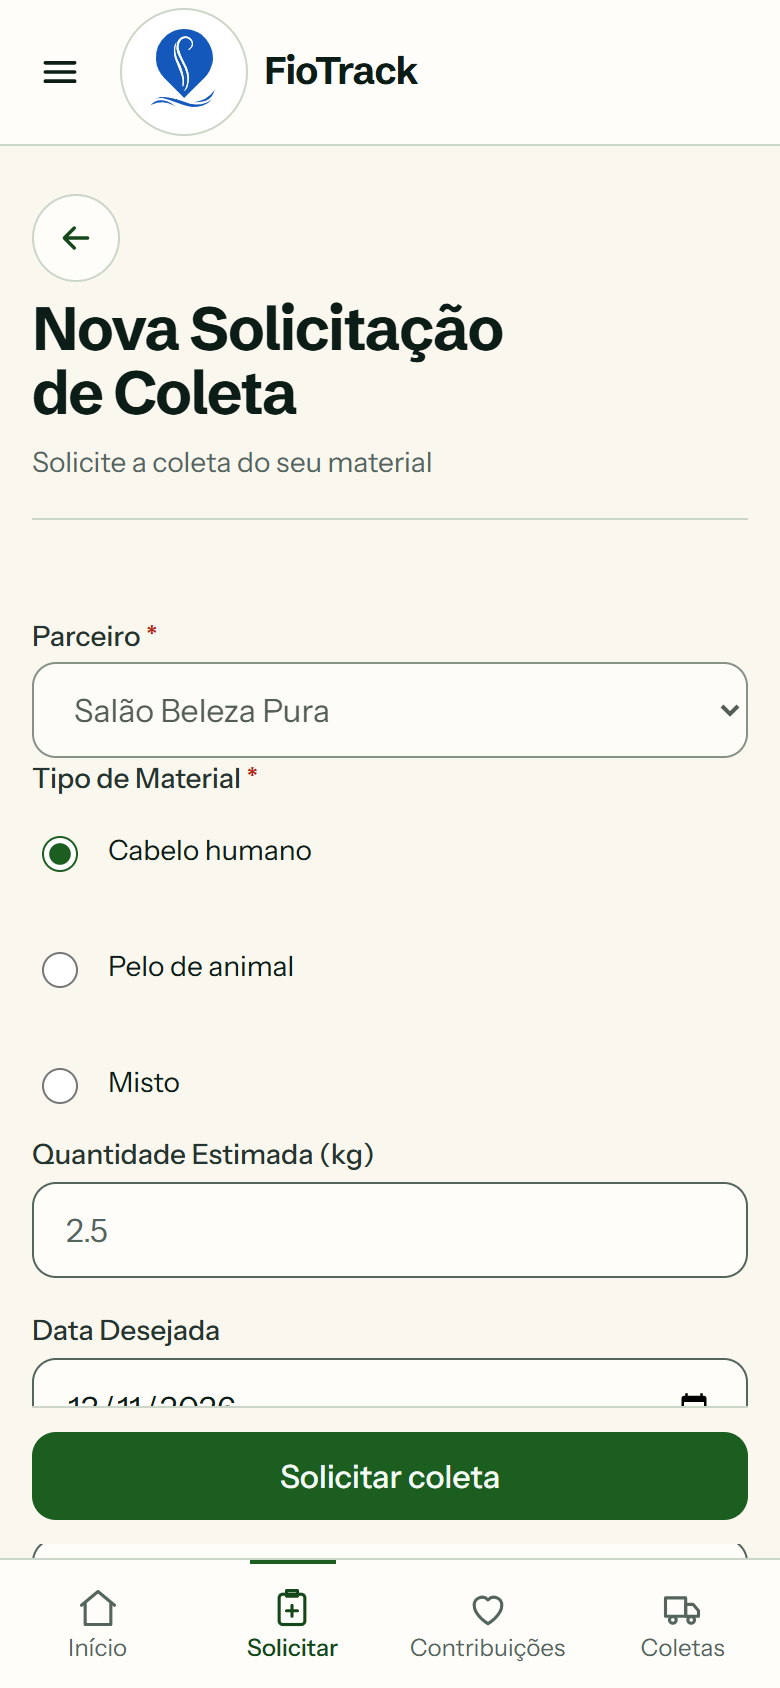 FioTrack
Nova Solicitação
de Coleta
Solicite a coleta do seu material
Parceiro *
Salão Beleza Pura
Tipo de Material *
Cabelo humano
Pelo de animal
Misto
Quantidade Estimada (kg)
2.5
Data Desejada
Solicitar coleta
Início
Solicitar
Contribuições
Coletas